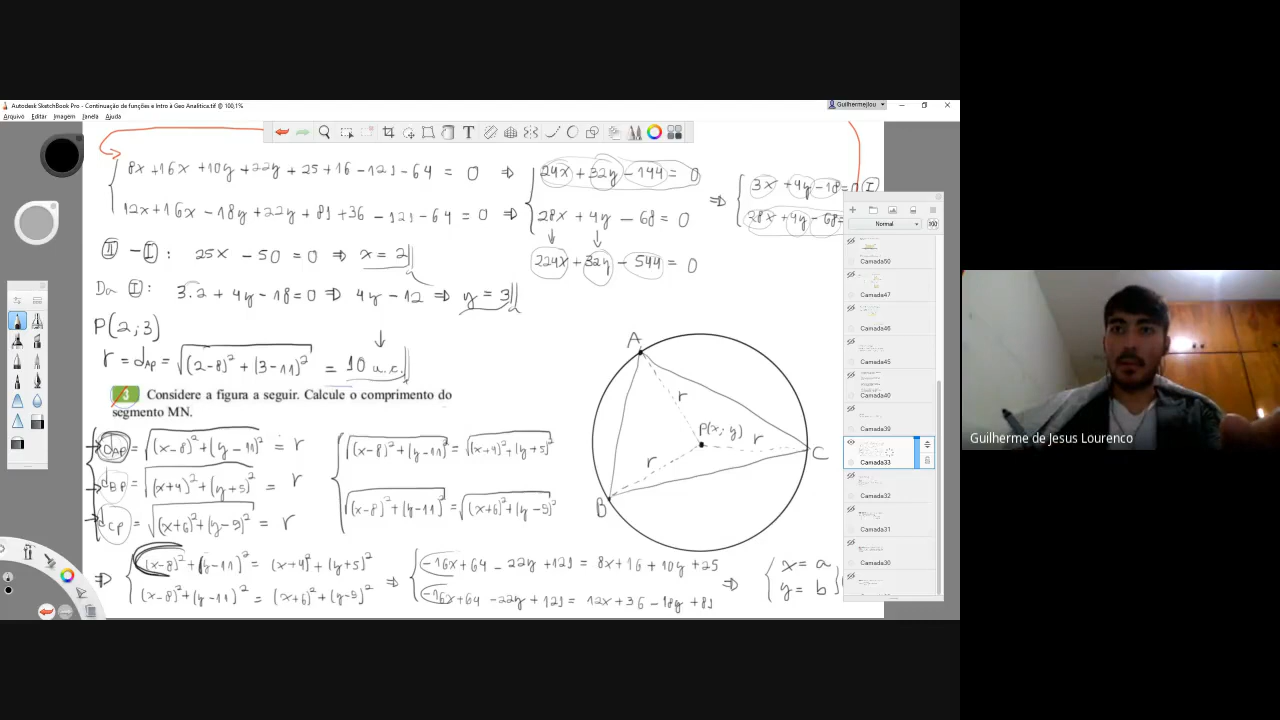 Autodesk SketchBook Pro - Continuação de funções e Intro à Geo Analítica.tif @ 100,1%
GuilhermeJlou
Arquivo Editar Imagem Janela Ajuda
8x+16x+10y+22y+25+16-121-64 = 0 ⇒
12x+16x-18y+22y+81+36-121-64 = 0 ⇒
24x+32y-144= 0
28x+4y-68= 0
224x+32y-544= 0
⇒
3x+4y-18= I
28x+4y-68=
II - I : 25x - 50 = 0 ⇒ x = 2
Da I : 3.2 + 4y - 18 = 0 ⇒ 4y - 12 ⇒ y = 3
P(2;3)
r = dAP = √(2-8)² + (3-11)² = 10 u.c.
3 Considere a figura a seguir. Calcule o comprimento do
segmento MN.
dAP = √(x-8)²+(y-11)² = r
dBP = √(x+4)²+(y+5)² = r
dCP = √(x+6)²+(y-9)² = r
√(x-8)²+(y-11)² = √(x+4)²+(y+5)²
√(x-8)²+(y-11)² = √(x+6)²+(y-9)²
A
r
P(x;y)
r
C
r
B
⇒ (x-8)²+(y-11)² = (x+4)²+(y+5)²
(x-8)²+(y-11)² = (x+6)²+(y-9)²
⇒ -16x+64-22y+121 = 8x+16+10y+25
-16x+64-22y+121 = 12x+36-18y+81
⇒ x = a
y = b
Normal
Camada50
Camada47
Camada46
Camada45
Camada40
Camada39
Camada33
Camada32
Camada31
Camada30
Guilherme de Jesus Lourenco